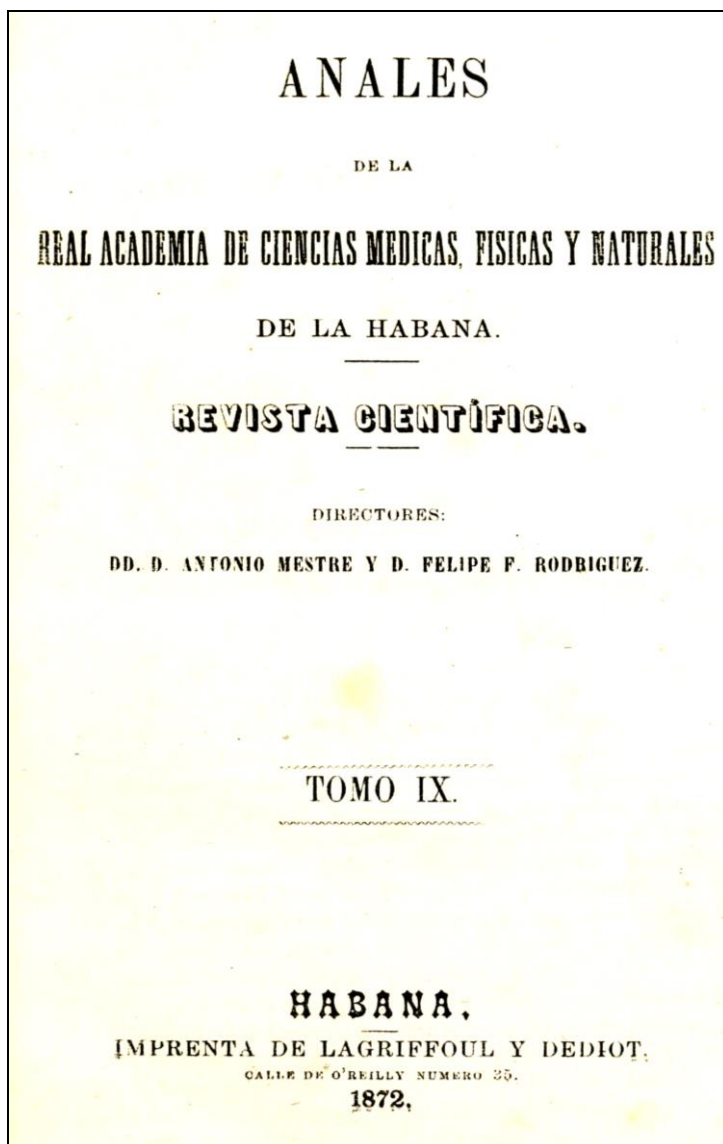 ANALES
DE LA
REAL ACADEMIA DE CIENCIAS MEDICAS, FISICAS Y NATURALES
DE LA HABANA.
REVISTA CIENTÍFICA.
DIRECTORES:
DD. D. ANTONIO MESTRE Y D. FELIPE F. RODRIGUEZ.
TOMO IX.
HABANA.
IMPRENTA DE LAGRIFFOUL Y DEDIOT.
CALLE DE O'REILLY NUMERO 35.
1872.